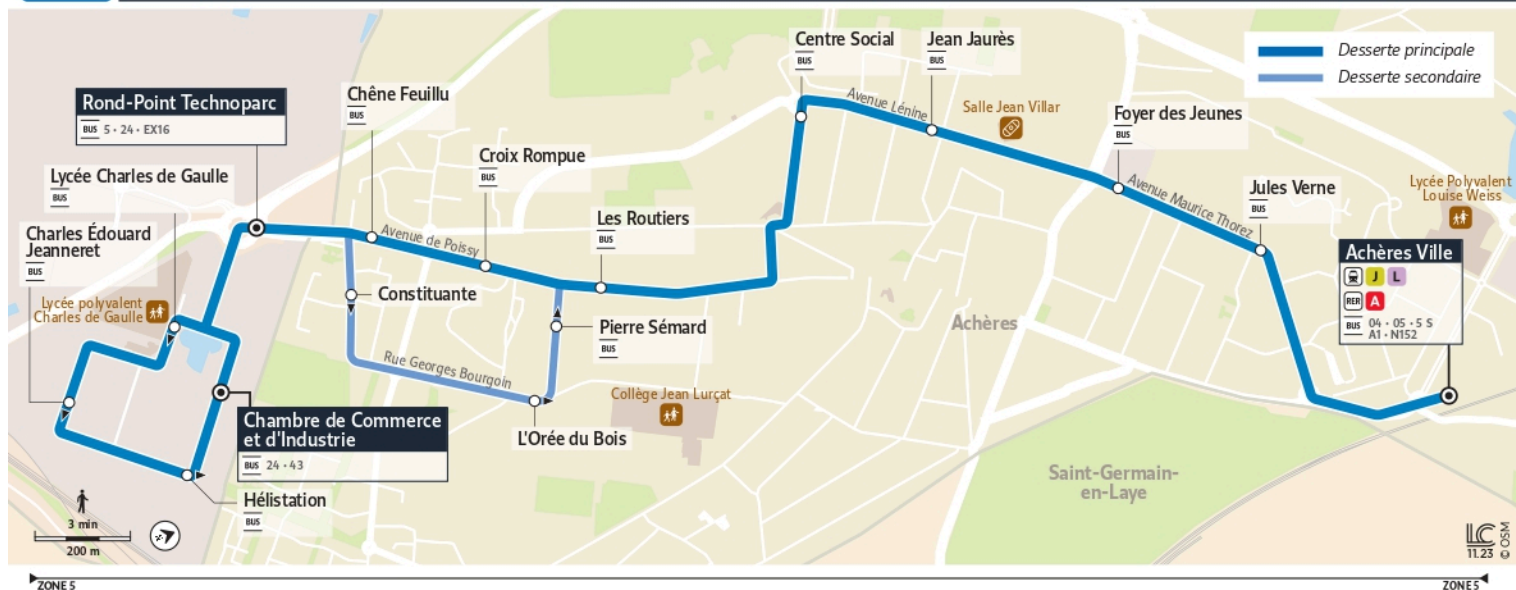 Centre Social
BUS
Jean Jaurès
BUS
Desserte principale
Desserte secondaire
Rond-Point Technoparc
BUS 5 • 24 • EX16
Chêne Feuillu
BUS
Avenue Lénine
Salle Jean Villar
Foyer des Jeunes
BUS
Lycée Charles de Gaulle
BUS
Croix Rompue
BUS
Avenue Maurice Thorez
Jules Verne
BUS
Lycée Polyvalent
Louise Weiss
Charles Édouard
Jeanneret
BUS
Avenue de Poissy
Les Routiers
BUS
Achères Ville
J L
RER A
BUS 04 • 05 • 5 S
A1 • N152
Lycée polyvalent
Charles de Gaulle
Constituante
Pierre Sémard
BUS
Achères
Rue Georges Bourgoin
Collège Jean Lurçat
Chambre de Commerce
et d'Industrie
BUS 24 • 43
L'Orée du Bois
Saint-Germain-
en-Laye
Hélistation
BUS
3 min
200 m
LC
11.23
© OSM
ZONE 5
ZONE 5